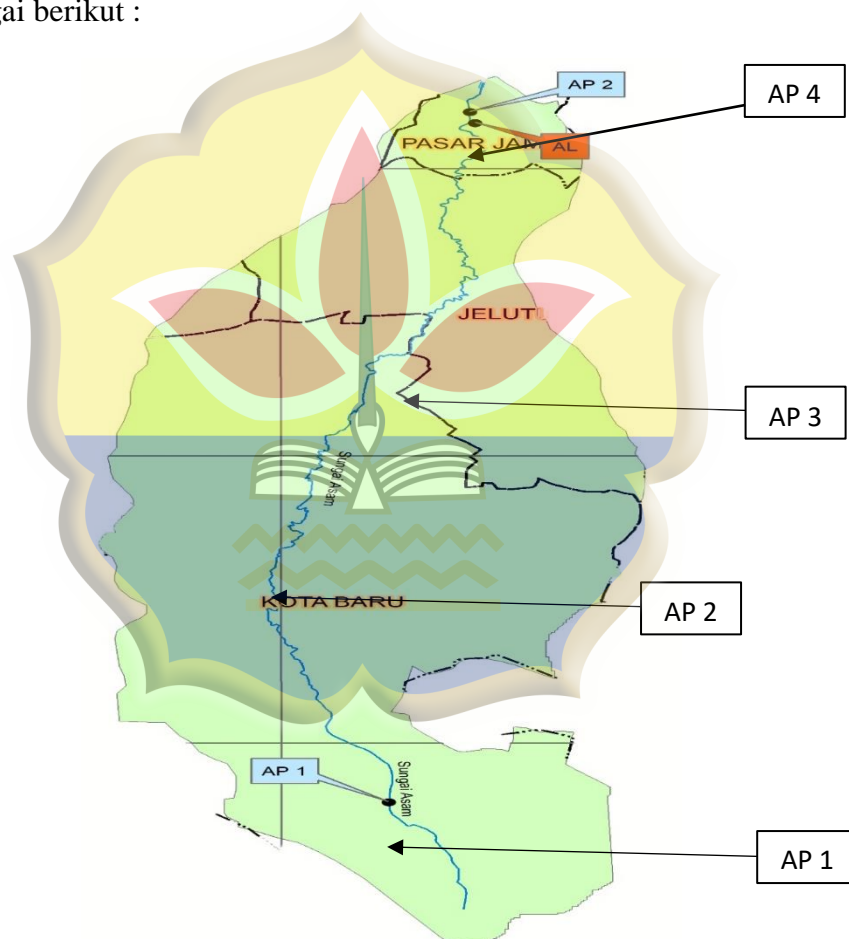 gai berikut :
AP 2
AP 4
PASAR JAM
AL
JELUTU
AP 3
Sungai Asam
KOTA BARU
AP 2
AP 1
Sungai Asam
AP 1